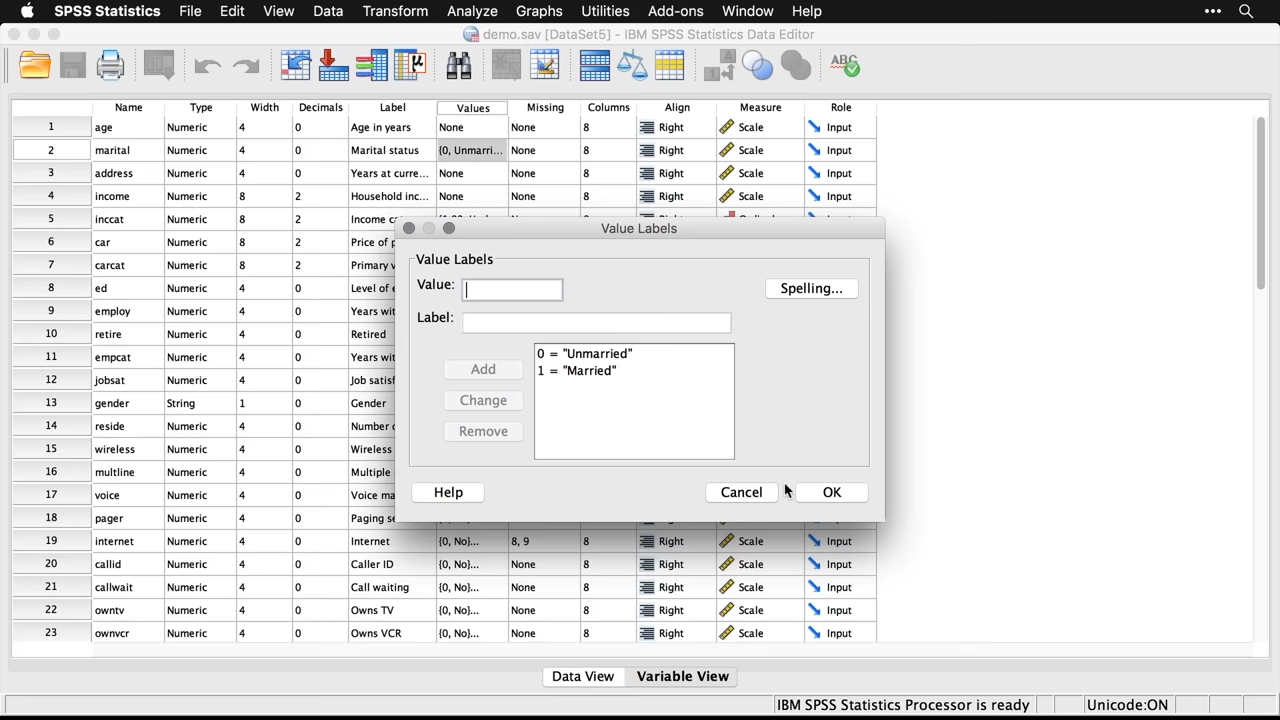 SPSS Statistics File Edit View Data Transform Analyze Graphs Utilities Add-ons Window Help
demo.sav [DataSet5] - IBM SPSS Statistics Data Editor
Name Type Width Decimals Label Values Missing Columns Align Measure Role
1 age Numeric 4 0 Age in years None None 8 Right Scale Input
2 marital Numeric 4 0 Marital status {0, Unmarri... None 8 Right Scale Input
3 address Numeric 4 0 Years at curre... None None 8 Right Scale Input
4 income Numeric 8 2 Household inc... None None 8 Right Scale Input
5 inccat Numeric 8 2 Income
6 car Numeric 8 2 Price of
7 carcat Numeric 8 2 Primary
8 ed Numeric 4 0 Level of
9 employ Numeric 4 0 Years
10 retire Numeric 4 0 Retired
11 empcat Numeric 4 0 Years
12 jobsat Numeric 4 0 Job
13 gender String 1 0 Gender
14 reside Numeric 4 0 Number
15 wireless Numeric 4 0 Wireless
16 multline Numeric 4 0 Multiple
17 voice Numeric 4 0 Voice
18 pager Numeric 4 0 Paging
19 internet Numeric 4 0 Internet {0, No}... 8, 9 8 Right Scale Input
20 callid Numeric 4 0 Caller ID {0, No}... None 8 Right Scale Input
21 callwait Numeric 4 0 Call waiting {0, No}... None 8 Right Scale Input
22 owntv Numeric 4 0 Owns TV {0, No}... None 8 Right Scale Input
23 ownvcr Numeric 4 0 Owns VCR {0, No}... None 8 Right Scale Input
Value Labels
Value Labels
Value:
Spelling...
Label:
0 = "Unmarried"
1 = "Married"
Add
Change
Remove
Help Cancel OK
Data View Variable View
IBM SPSS Statistics Processor is ready Unicode:ON